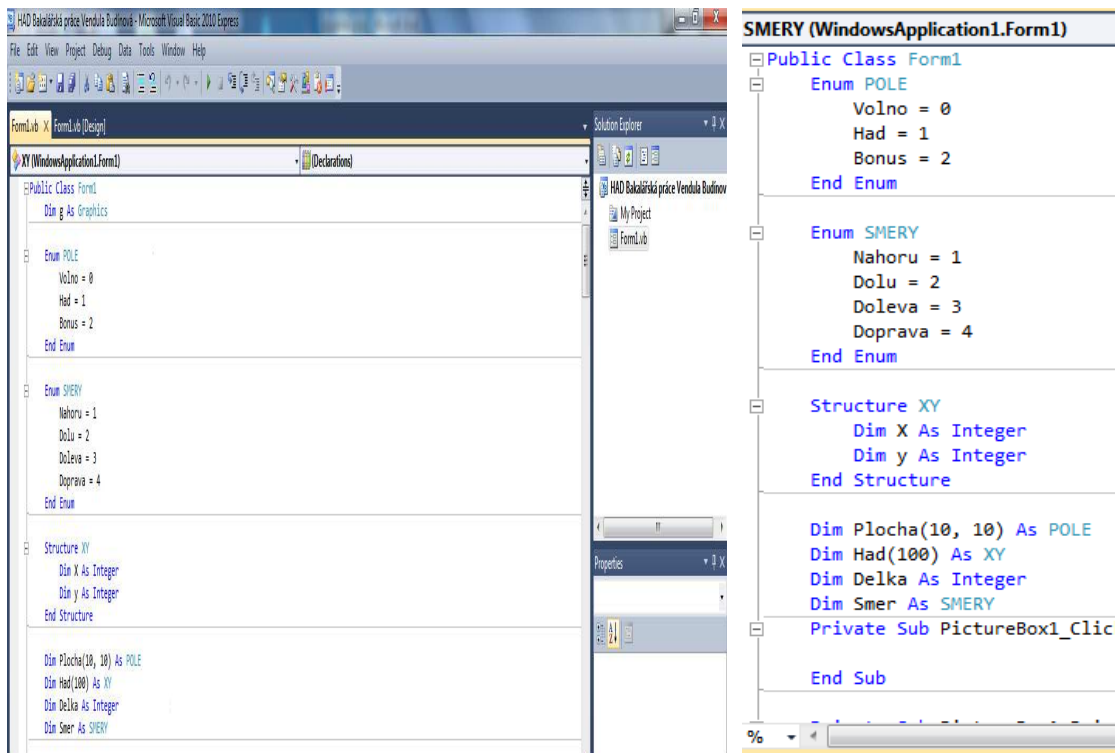 HAD Bakalářská práce Vendula Budínová - Microsoft Visual Basic 2010 Express
File Edit View Project Debug Data Tools Window Help
Form1.vb X Form1.vb [Design]
XY (WindowsApplication1.Form1) (Declarations)
Public Class Form1
Dim g As Graphics
Enum POLE
Volno = 0
Had = 1
Bonus = 2
End Enum
Enum SMERY
Nahoru = 1
Dolu = 2
Doleva = 3
Doprava = 4
End Enum
Structure XY
Dim X As Integer
Dim y As Integer
End Structure
Dim Plocha(10, 10) As POLE
Dim Had(100) As XY
Dim Delka As Integer
Dim Smer As SMERY
Solution Explorer
HAD Bakalářská práce Vendula Budínov
My Project
Form1.vb
Properties
SMERY (WindowsApplication1.Form1)
Public Class Form1
Enum POLE
Volno = 0
Had = 1
Bonus = 2
End Enum
Enum SMERY
Nahoru = 1
Dolu = 2
Doleva = 3
Doprava = 4
End Enum
Structure XY
Dim X As Integer
Dim y As Integer
End Structure
Dim Plocha(10, 10) As POLE
Dim Had(100) As XY
Dim Delka As Integer
Dim Smer As SMERY
Private Sub PictureBox1_Clic
End Sub
%